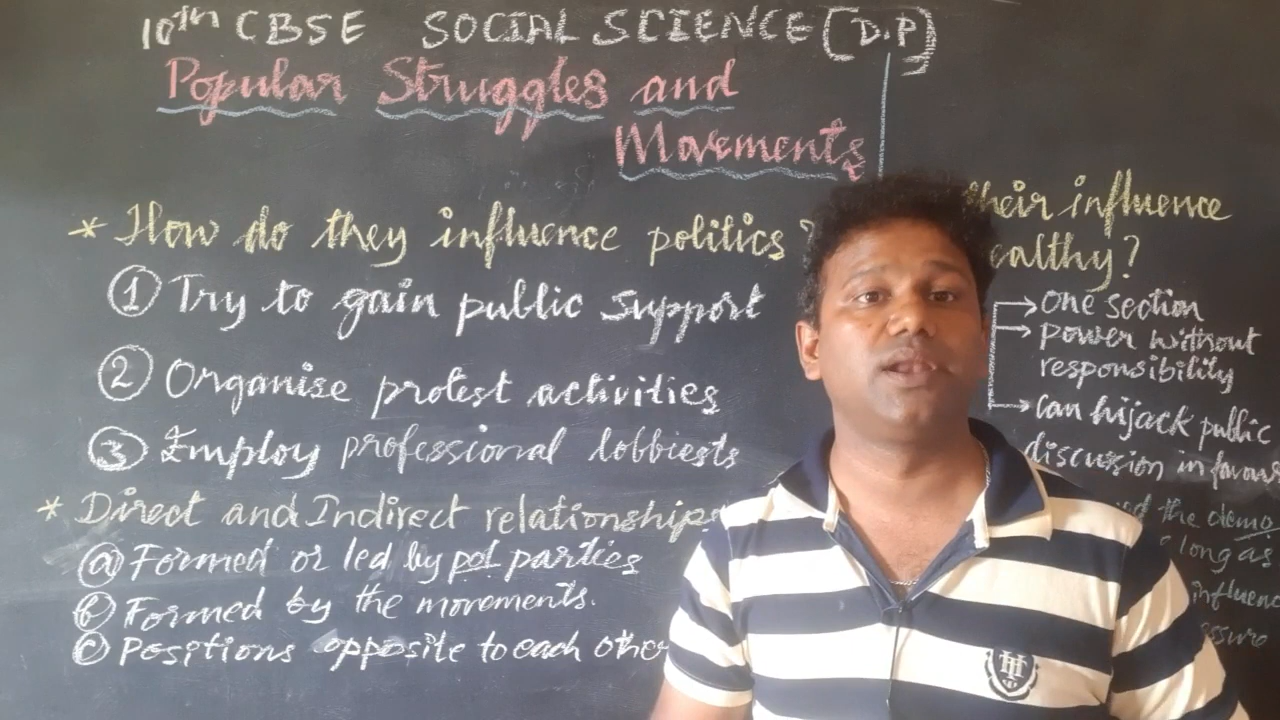 10th CBSE SOCIAL SCIENCE [D.P]
Popular Struggles and
Movements
* How do they influence politics ?
① Try to gain public support
② Organise protest activities
③ Employ professional lobbiests
* Direct and Indirect relationships
ⓐ Formed or led by pol parties
ⓑ Formed by the movements.
ⓒ Positions opposite to each other
their influence
ealthy?
→ One section
→ power without
responsibility
→ can hijack public
discussion in favour
the demo
long as
influenc
ssure